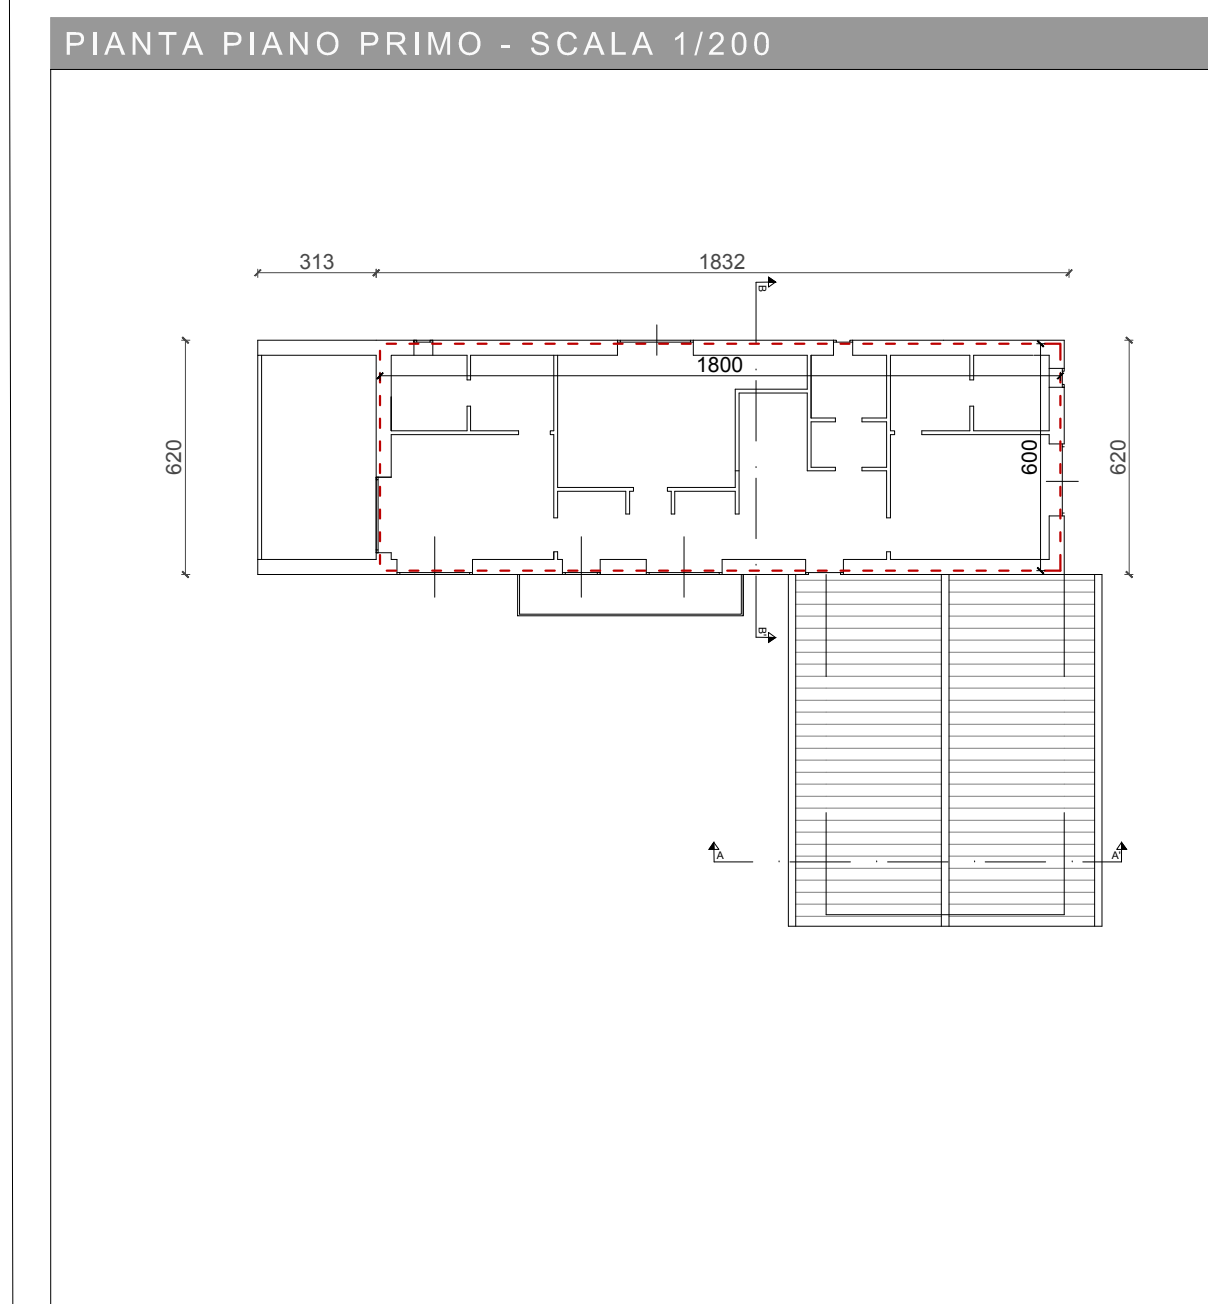 PIANTA PIANO PRIMO - SCALA 1/200
313
1832
B
1800
620
600
620
B'
A
A'